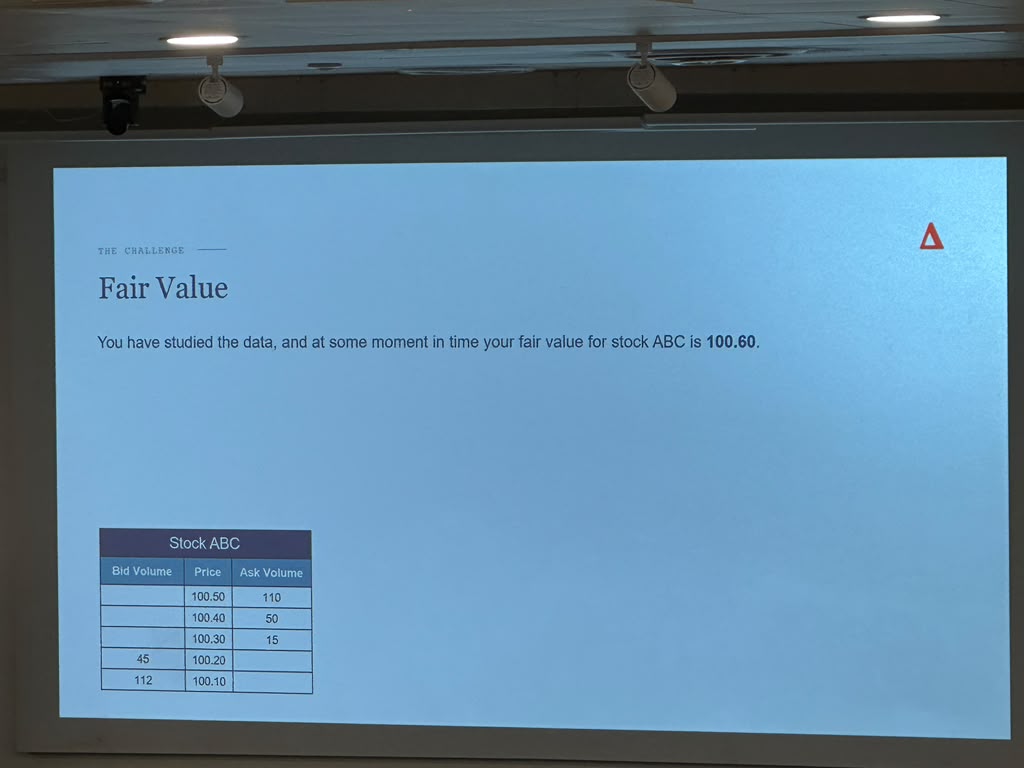 THE CHALLENGE
Fair Value
You have studied the data, and at some moment in time your fair value for stock ABC is 100.60.
Stock ABC
Bid Volume Price Ask Volume
100.50 110
100.40 50
100.30 15
45 100.20
112 100.10